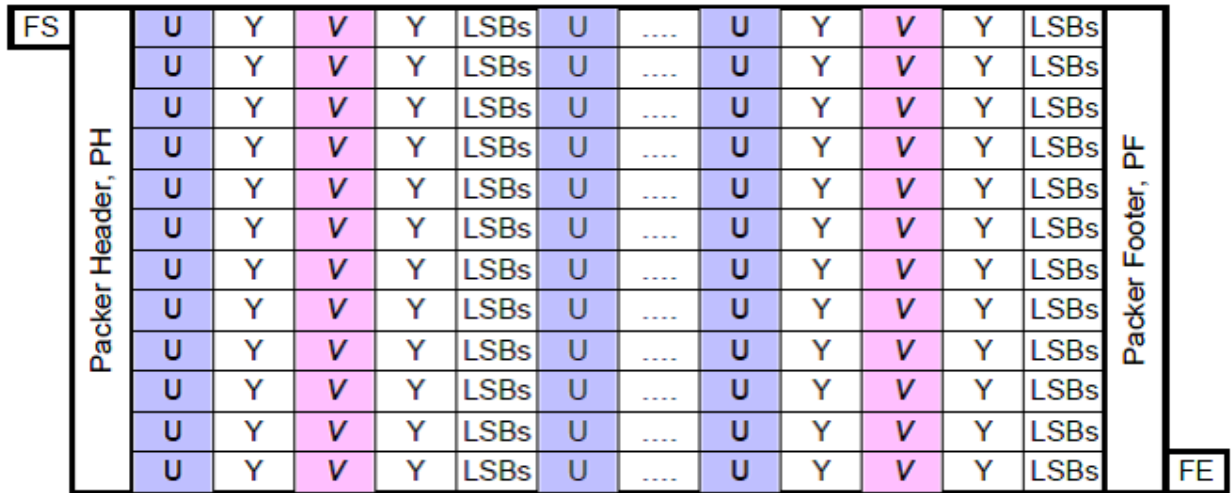 FS U Y V Y LSBs U .... U Y V Y LSBs
U Y V Y LSBs U .... U Y V Y LSBs
U Y V Y LSBs U .... U Y V Y LSBs
U Y V Y LSBs U .... U Y V Y LSBs
U Y V Y LSBs U .... U Y V Y LSBs
U Y V Y LSBs U .... U Y V Y LSBs
U Y V Y LSBs U .... U Y V Y LSBs
U Y V Y LSBs U .... U Y V Y LSBs
U Y V Y LSBs U .... U Y V Y LSBs
U Y V Y LSBs U .... U Y V Y LSBs
U Y V Y LSBs U .... U Y V Y LSBs
U Y V Y LSBs U .... U Y V Y LSBs FE
Packer Header, PH
Packer Footer, PF